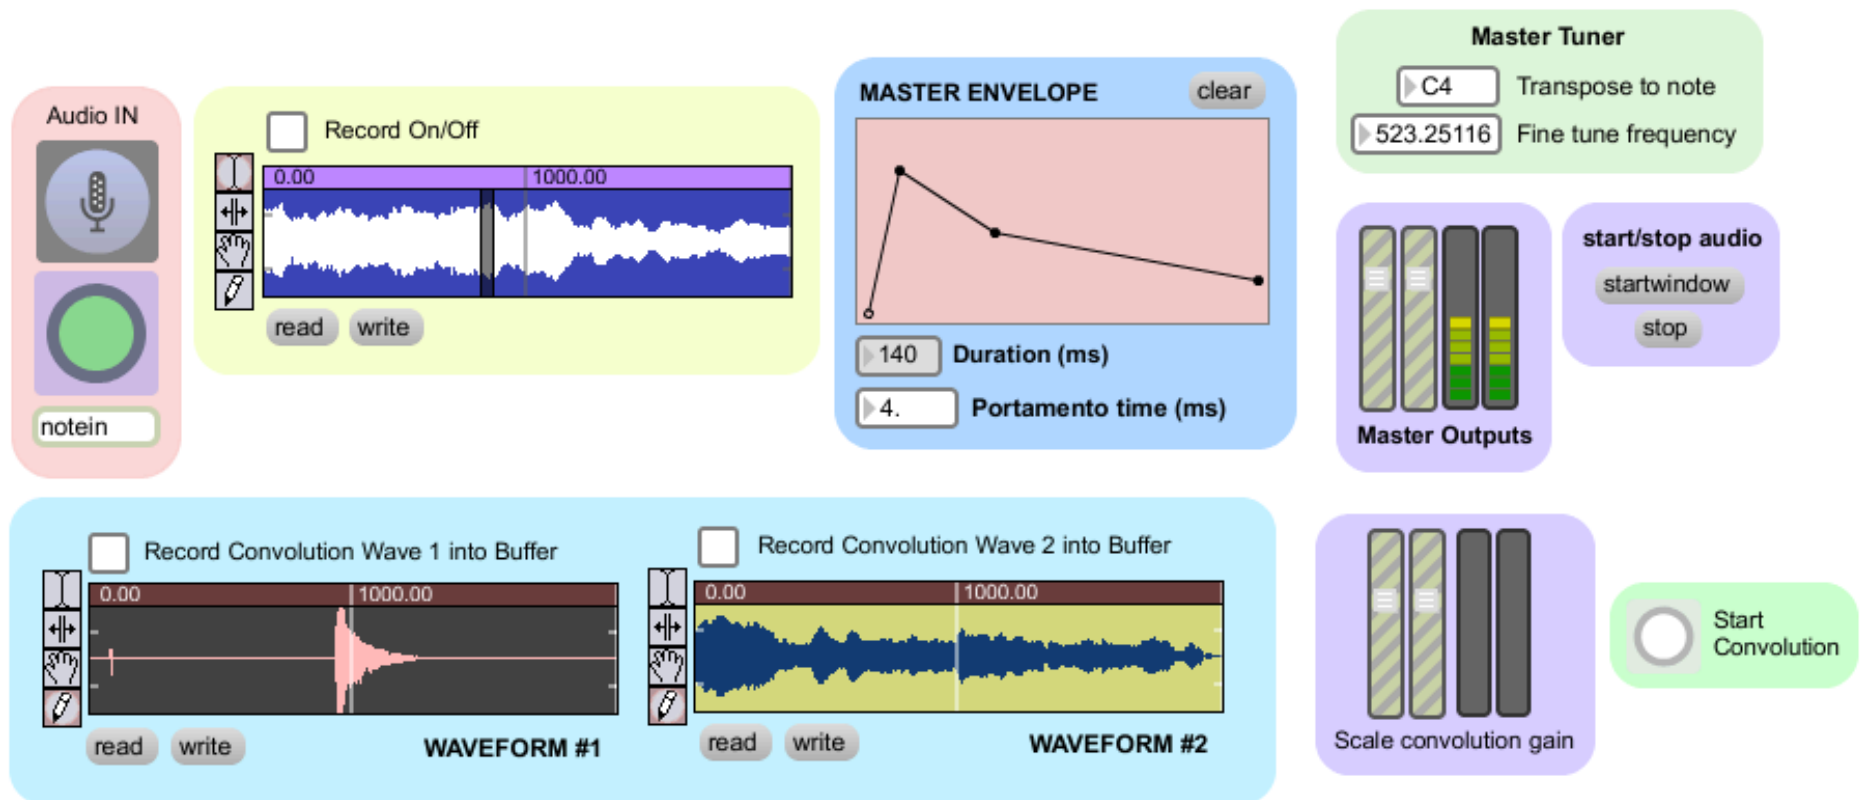 Audio IN
notein
Record On/Off
0.00 1000.00
read write
MASTER ENVELOPE clear
140 Duration (ms)
4. Portamento time (ms)
Master Tuner
C4 Transpose to note
523.25116 Fine tune frequency
Master Outputs
start/stop audio
startwindow
stop
Record Convolution Wave 1 into Buffer
0.00 1000.00
read write WAVEFORM #1
Record Convolution Wave 2 into Buffer
0.00 1000.00
read write WAVEFORM #2
Scale convolution gain
Start
Convolution